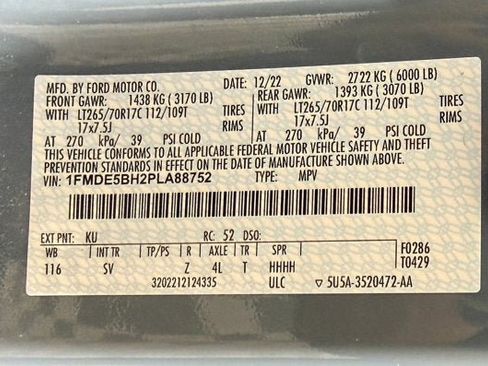 MFD. BY FORD MOTOR CO. DATE: 12/22 GVWR: 2722 KG (6000 LB)
FRONT GAWR: 1438 KG (3170 LB) REAR GAWR: 1393 KG (3070 LB)
WITH LT265/70R17C 112/109T TIRES WITH LT265/70R17C 112/109T TIRES
17x7.5J RIMS 17x7.5J RIMS
AT 270 kPa/ 39 PSI COLD AT 270 kPa/ 39 PSI COLD
THIS VEHICLE CONFORMS TO ALL APPLICABLE FEDERAL MOTOR VEHICLE SAFETY AND THEFT
PREVENTION STANDARDS IN EFFECT ON THE DATE OF MANUFACTURE SHOWN ABOVE.
VIN: 1FMDE5BH2PLA88752 TYPE: MPV
EXT PNT: KU RC: 52 DSO:
WB INT TR TP/PS R AXLE TR SPR F0286
116 SV Z 4L T HHHH T0429
3202212124335 ULC 5U5A-3520472-AA